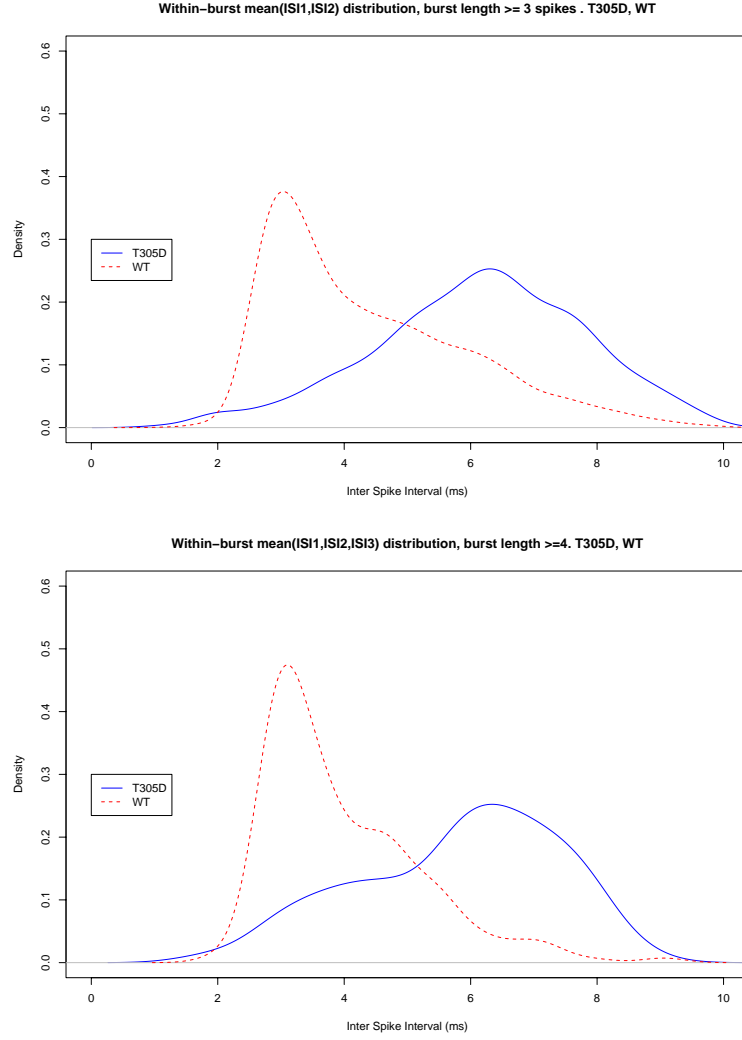 Within−burst mean(ISI1,ISI2) distribution, burst length >= 3 spikes . T305D, WT
0.6
0.5
0.4
0.3
0.2
0.1
0.0
Density
T305D
WT
0 2 4 6 8 10
Inter Spike Interval (ms)
Within−burst mean(ISI1,ISI2,ISI3) distribution, burst length >=4. T305D, WT
0.6
0.5
0.4
0.3
0.2
0.1
0.0
Density
T305D
WT
0 2 4 6 8 10
Inter Spike Interval (ms)